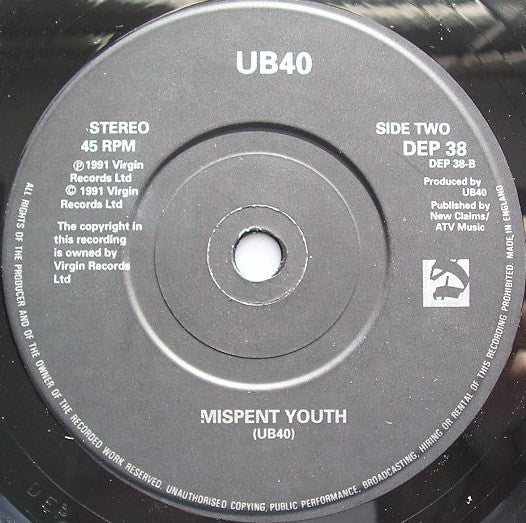 UB40
STEREO
45 RPM
℗ 1991 Virgin
Records Ltd
© 1991 Virgin
Records Ltd
The copyright in
this recording
is owned by
Virgin Records
Ltd
SIDE TWO
DEP 38
DEP 38-B
Produced by
UB40
Published by
New Claims/
ATV Music
MISPENT YOUTH
(UB40)
ALL RIGHTS OF THE PRODUCER AND OF THE OWNER OF THE RECORDED WORK RESERVED. UNAUTHORISED COPYING, PUBLIC PERFORMANCE, BROADCASTING, HIRING OR RENTAL OF THIS RECORDING PROHIBITED. MADE IN ENGLAND